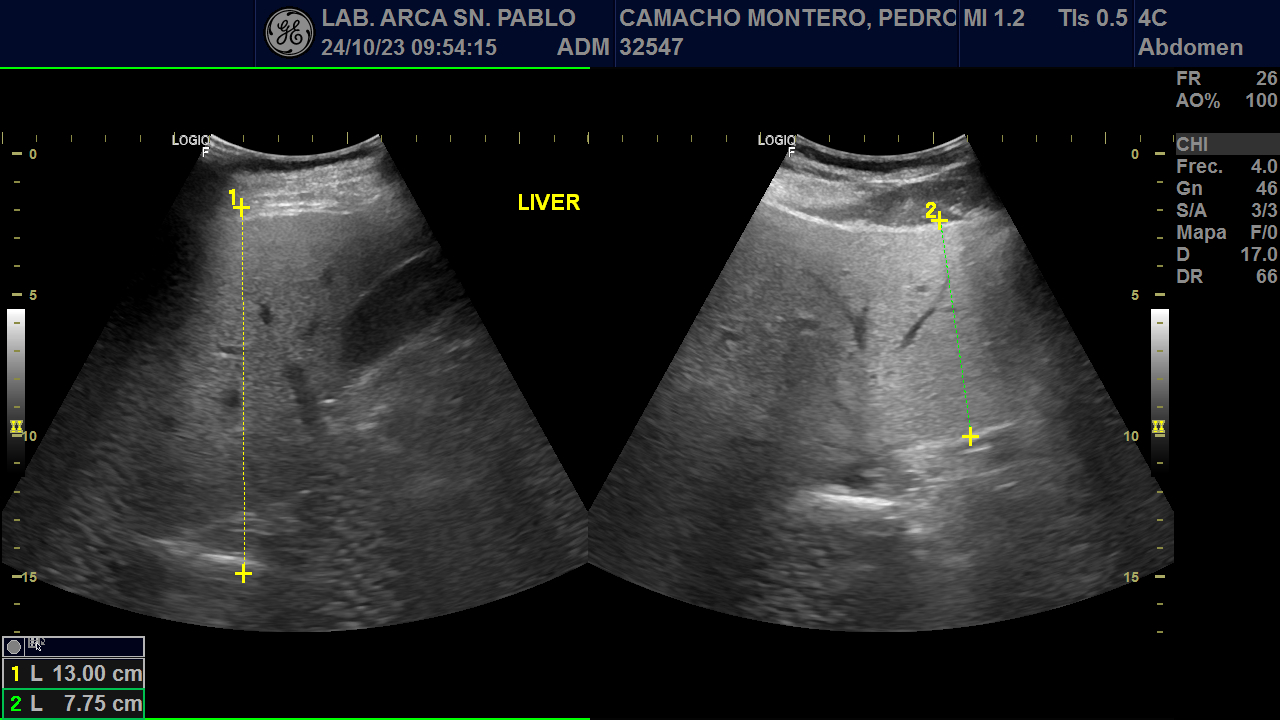 LAB. ARCA SN. PABLO
24/10/23 09:54:15 ADM
CAMACHO MONTERO, PEDRO
32547
MI 1.2 TIs 0.5
4C
Abdomen
FR 26
AO% 100
CHI
Frec. 4.0
Gn 46
S/A 3/3
Mapa F/0
D 17.0
DR 66
LOGIQ
F
0
5
10
15
1
LIVER
LOGIQ
F
0
5
10
15
2
1 L 13.00 cm
2 L 7.75 cm